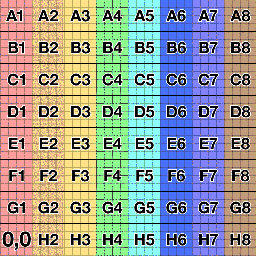 A1 A2 A3 A4 A5 A6 A7 A8
B1 B2 B3 B4 B5 B6 B7 B8
C1 C2 C3 C4 C5 C6 C7 C8
D1 D2 D3 D4 D5 D6 D7 D8
E1 E2 E3 E4 E5 E6 E7 E8
F1 F2 F3 F4 F5 F6 F7 F8
G1 G2 G3 G4 G5 G6 G7 G8
0,0 H2 H3 H4 H5 H6 H7 H8